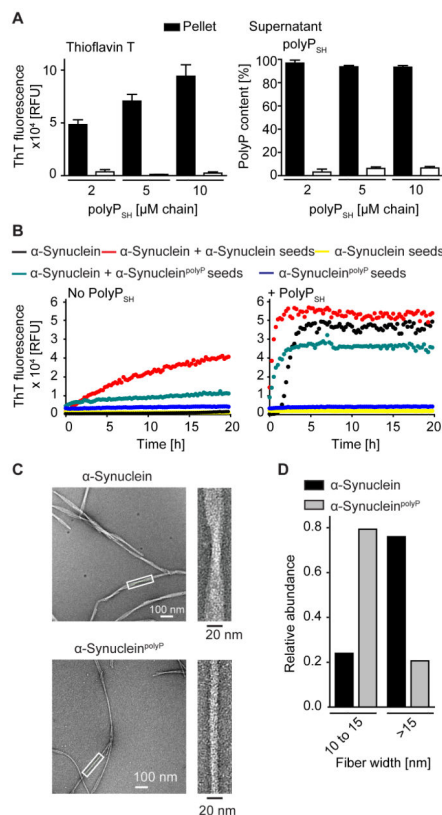 A
Pellet
Supernatant
Thioflavin T
polyP_SH
ThT fluorescence
x10⁴ [RFU]
10
5
0
2
5
10
polyP_SH [µM chain]
PolyP content [%]
100
80
60
40
20
0
2
5
10
polyP_SH [µM chain]
B
α-Synuclein
α-Synuclein + α-Synuclein seeds
α-Synuclein seeds
α-Synuclein + α-Synuclein^polyP seeds
α-Synuclein^polyP seeds
No PolyP_SH
+ PolyP_SH
ThT fluorescence
x 10⁴ [RFU]
6
5
4
3
2
1
0
0
5
10
15
20
Time [h]
6
5
4
3
2
1
0
0
5
10
15
20
Time [h]
C
α-Synuclein
100 nm
20 nm
α-Synuclein^polyP
100 nm
20 nm
D
α-Synuclein
α-Synuclein^polyP
Relative abundance
0.8
0.6
0.4
0.2
0.0
10 to 15
>15
Fiber width [nm]